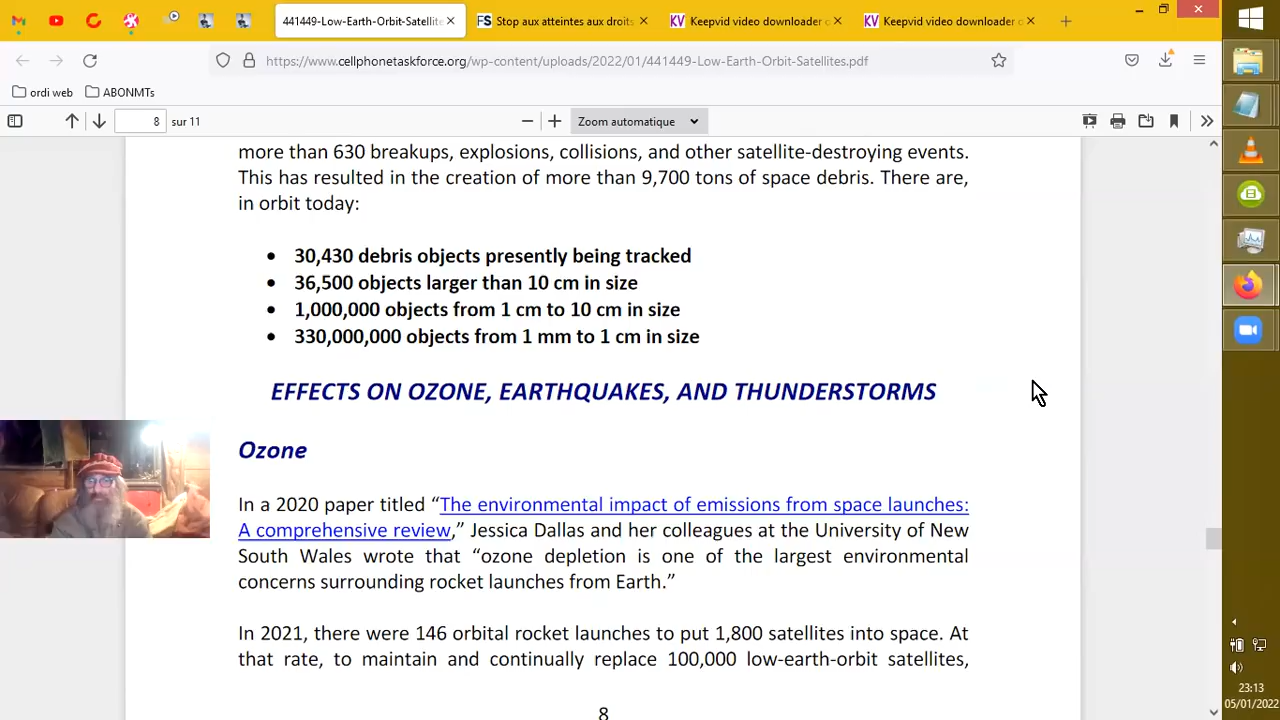 441449-Low-Earth-Orbit-Satellite
Stop aux atteintes aux droits
Keepvid video downloader o
Keepvid video downloader o
https://www.cellphonetaskforce.org/wp-content/uploads/2022/01/441449-Low-Earth-Orbit-Satellites.pdf
ordi web
ABONMTs
8 sur 11
Zoom automatique
more than 630 breakups, explosions, collisions, and other satellite-destroying events.
This has resulted in the creation of more than 9,700 tons of space debris. There are,
in orbit today:
• 30,430 debris objects presently being tracked
• 36,500 objects larger than 10 cm in size
• 1,000,000 objects from 1 cm to 10 cm in size
• 330,000,000 objects from 1 mm to 1 cm in size
EFFECTS ON OZONE, EARTHQUAKES, AND THUNDERSTORMS
Ozone
In a 2020 paper titled “The environmental impact of emissions from space launches:
A comprehensive review,” Jessica Dallas and her colleagues at the University of New
South Wales wrote that “ozone depletion is one of the largest environmental
concerns surrounding rocket launches from Earth.”
In 2021, there were 146 orbital rocket launches to put 1,800 satellites into space. At
that rate, to maintain and continually replace 100,000 low-earth-orbit satellites,
8
23:13
05/01/2022